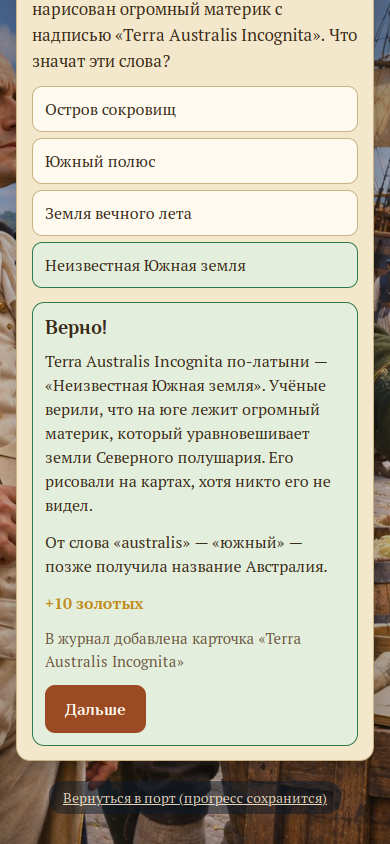 нарисован огромный материк с
надписью «Terra Australis Incognita». Что
значат эти слова?
Остров сокровищ
Южный полюс
Земля вечного лета
Неизвестная Южная земля
Верно!
Terra Australis Incognita по-латыни —
«Неизвестная Южная земля». Учёные
верили, что на юге лежит огромный
материк, который уравновешивает
земли Северного полушария. Его
рисовали на картах, хотя никто его не
видел.
От слова «australis» — «южный» —
позже получила название Австралия.
+10 золотых
В журнал добавлена карточка «Terra
Australis Incognita»
Дальше
Вернуться в порт (прогресс сохранится)